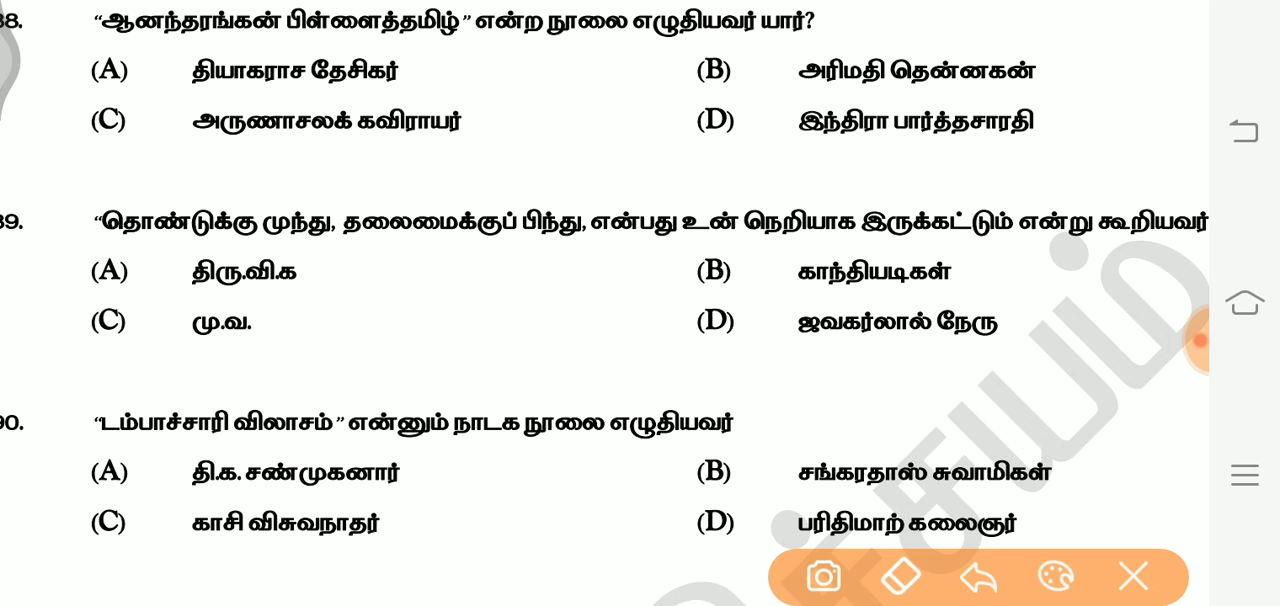 38. “ஆனந்தரங்கன் பிள்ளைத்தமிழ்” என்ற நூலை எழுதியவர் யார்?
(A) தியாகராச தேசிகர் (B) அரிமதி தென்னகன்
(C) அருணாசலக் கவிராயர் (D) இந்திரா பார்த்தசாரதி
39. “தொண்டுக்கு முந்து, தலைமைக்குப் பிந்து, என்பது உன் நெறியாக இருக்கட்டும் என்று கூறியவர்
(A) திரு.வி.க (B) காந்தியடிகள்
(C) மு.வ. (D) ஜவகர்லால் நேரு
90. “டம்பாச்சாரி விலாசம்” என்னும் நாடக நூலை எழுதியவர்
(A) தி.க. சண்முகனார் (B) சங்கரதாஸ் சுவாமிகள்
(C) காசி விசுவநாதர் (D) பரிதிமாற் கலைஞர்